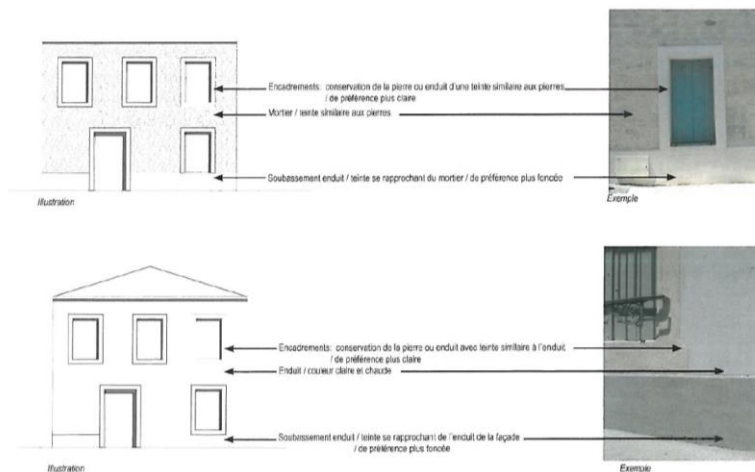 Encadrements: conservation de la pierre ou enduit d'une teinte similaire aux pierres
/ de préférence plus claire
Mortier / teinte similaire aux pierres
Soubassement enduit / teinte se rapprochant du mortier / de préférence plus foncée
Illustration
Exemple
Encadrements: conservation de la pierre ou enduit avec teinte similaire à l'enduit
/ de préférence plus claire
Enduit / couleur claire et chaude
Soubassement enduit / teinte se rapprochant de l'enduit de la façade
/ de préférence plus foncée
Illustration
Exemple